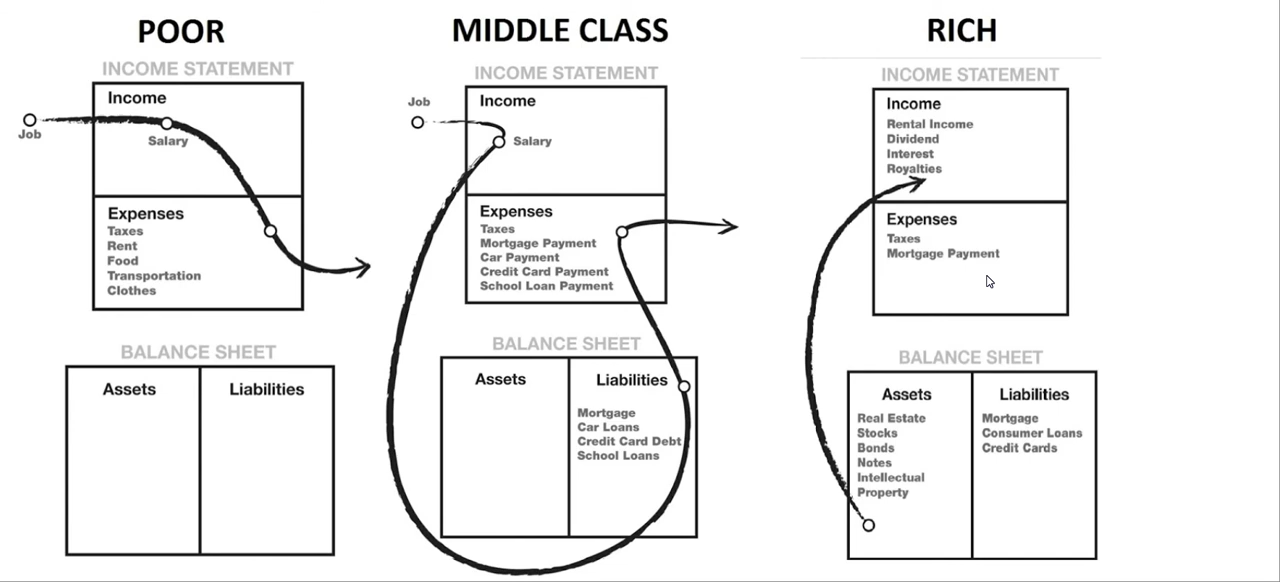 POOR
INCOME STATEMENT
Income
Job
Salary
Expenses
Taxes
Rent
Food
Transportation
Clothes
BALANCE SHEET
Assets
Liabilities
MIDDLE CLASS
INCOME STATEMENT
Job
Income
Salary
Expenses
Taxes
Mortgage Payment
Car Payment
Credit Card Payment
School Loan Payment
BALANCE SHEET
Assets
Liabilities
Mortgage
Car Loans
Credit Card Debt
School Loans
RICH
INCOME STATEMENT
Income
Rental Income
Dividend
Interest
Royalties
Expenses
Taxes
Mortgage Payment
BALANCE SHEET
Assets
Real Estate
Stocks
Bonds
Notes
Intellectual
Property
Liabilities
Mortgage
Consumer Loans
Credit Cards